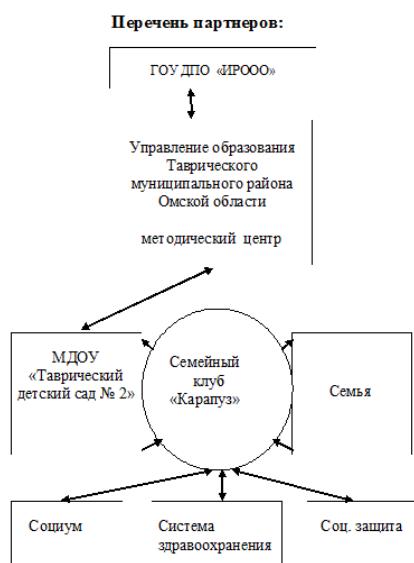 Перечень партнеров:
ГОУ ДПО «ИРООО»
Управление образования
Таврического
муниципального района
Омской области
методический центр
МДОУ
«Таврический
детский сад № 2»
Семейный
клуб
«Карапуз»
Семья
Социум
Система
здравоохранения
Соц. защита